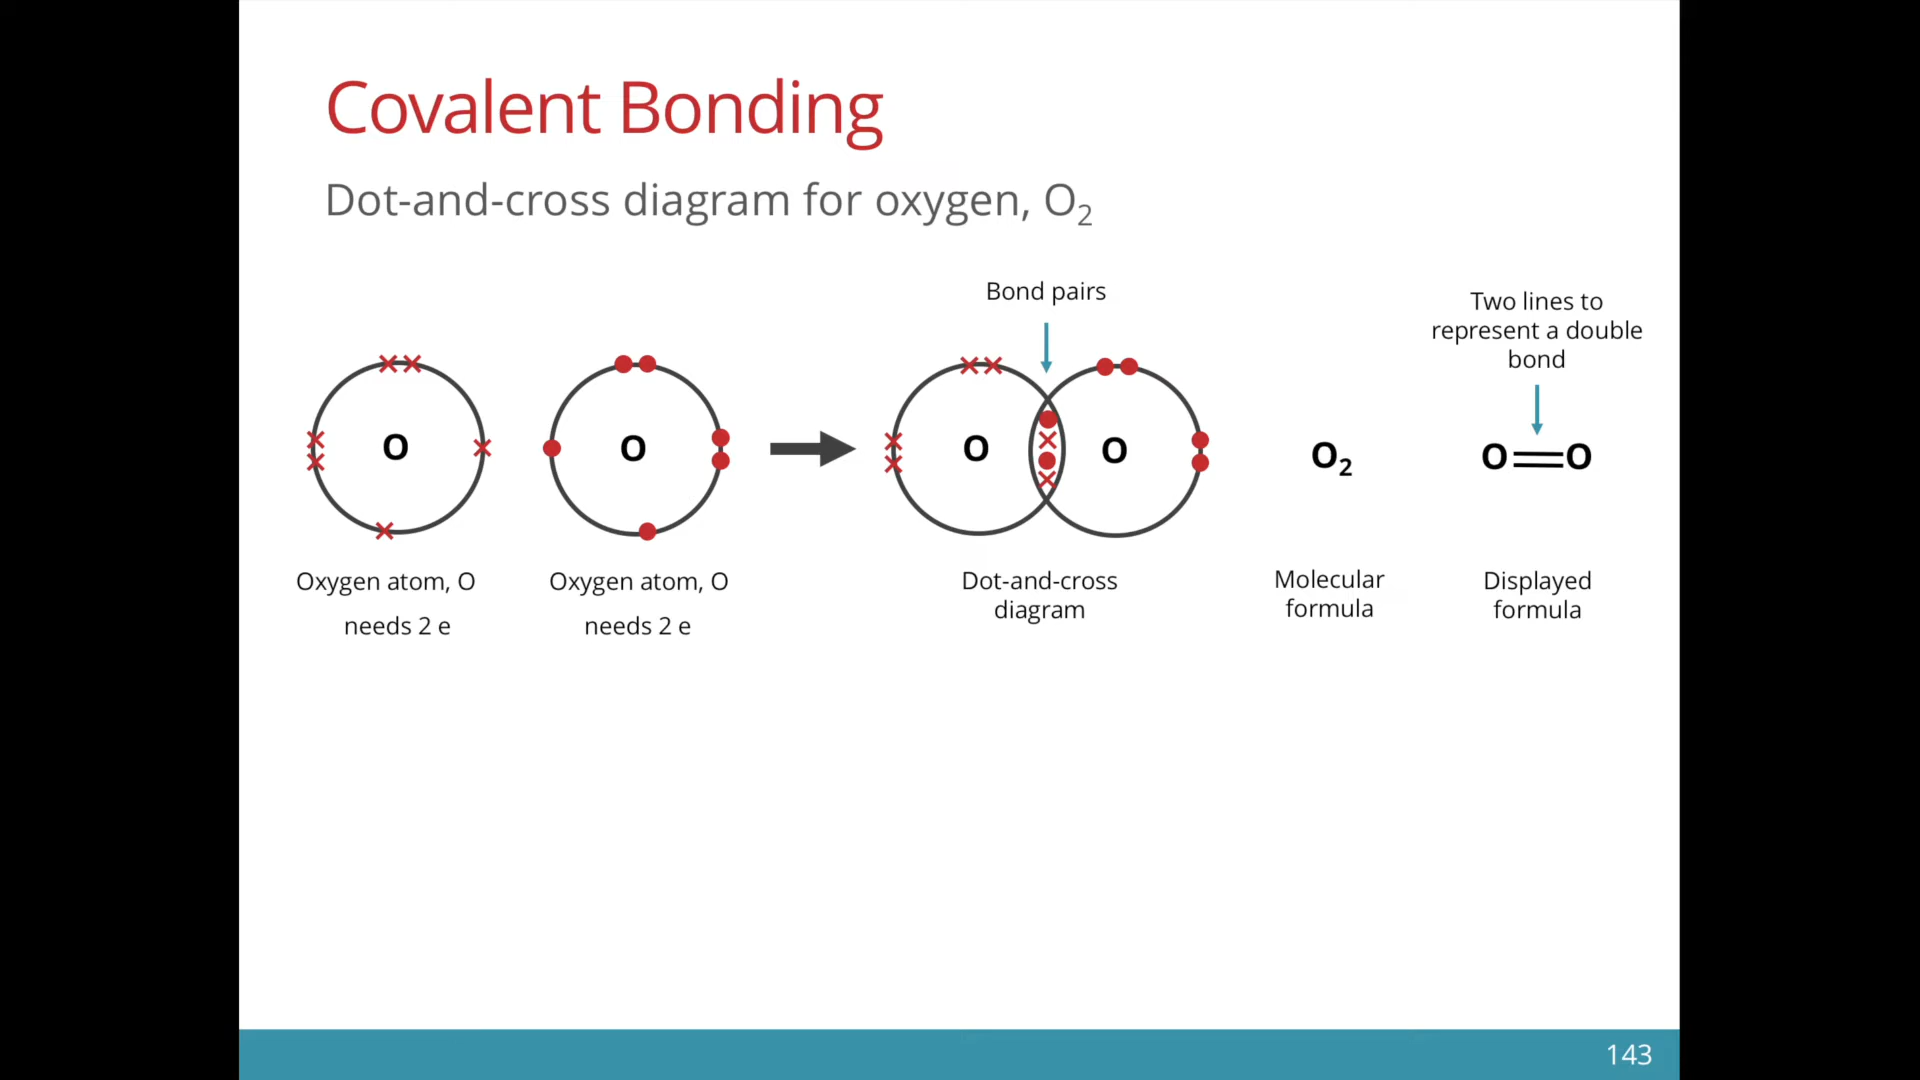 Covalent Bonding
Dot-and-cross diagram for oxygen, O₂
Bond pairs
Two lines to
represent a double
bond
O
O
O
O
O₂
O═O
Oxygen atom, O
needs 2 e
Oxygen atom, O
needs 2 e
Dot-and-cross
diagram
Molecular
formula
Displayed
formula
143